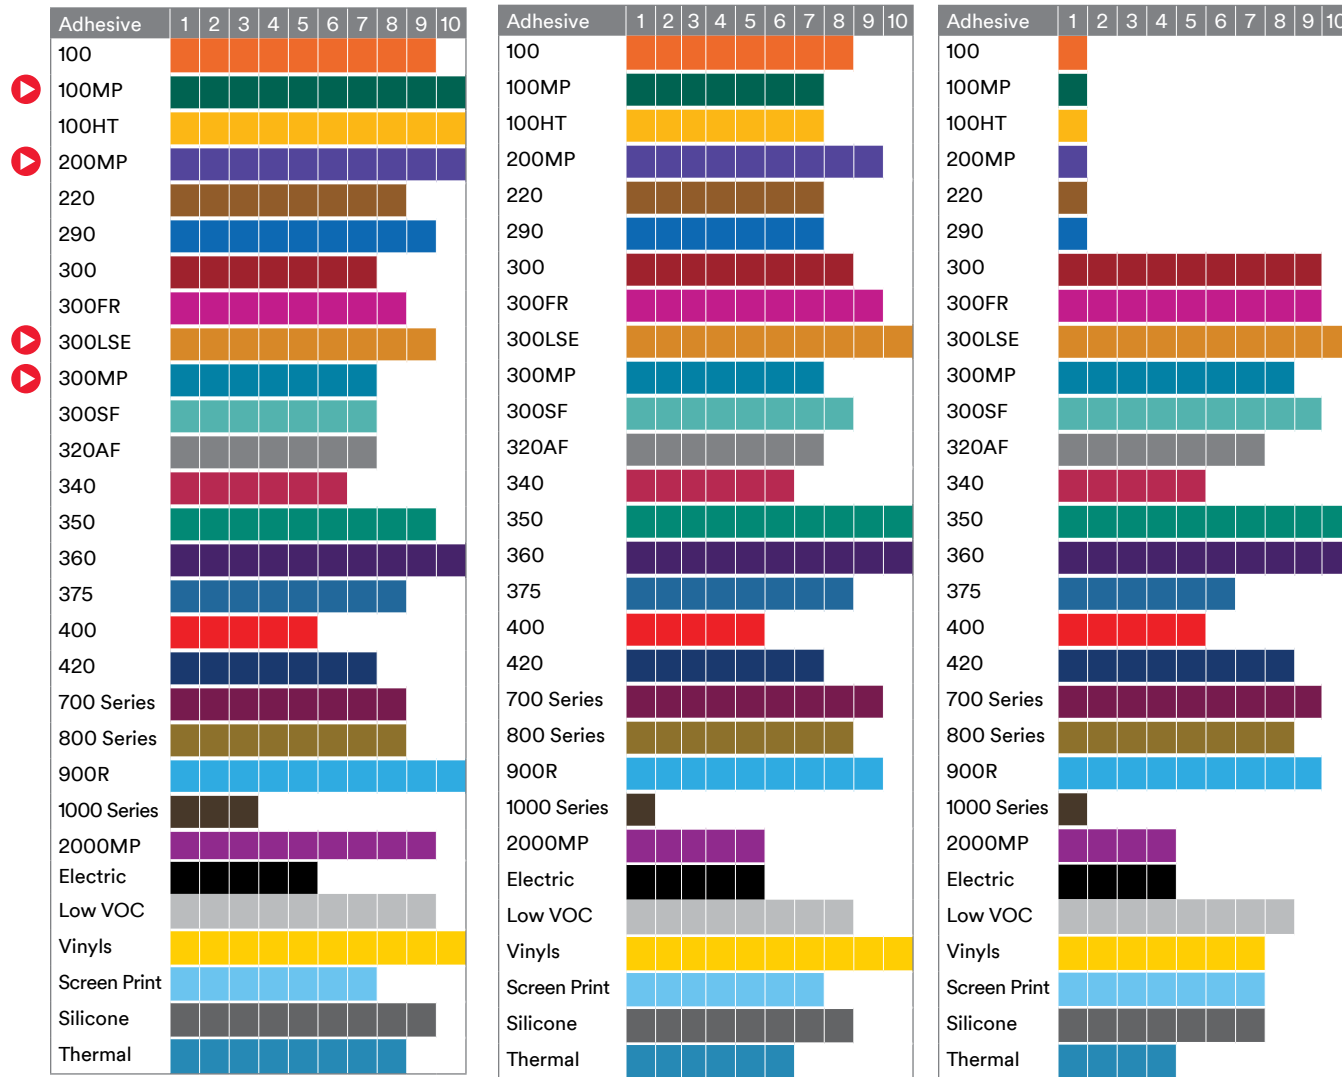 Adhesive 1 2 3 4 5 6 7 8 9 10
100
100MP
100HT
200MP
220
290
300
300FR
300LSE
300MP
300SF
320AF
340
350
360
375
400
420
700 Series
800 Series
900R
1000 Series
2000MP
Electric
Low VOC
Vinyls
Screen Print
Silicone
Thermal
Adhesive 1 2 3 4 5 6 7 8 9 10
100
100MP
100HT
200MP
220
290
300
300FR
300LSE
300MP
300SF
320AF
340
350
360
375
400
420
700 Series
800 Series
900R
1000 Series
2000MP
Electric
Low VOC
Vinyls
Screen Print
Silicone
Thermal
Adhesive 1 2 3 4 5 6 7 8 9 10
100
100MP
100HT
200MP
220
290
300
300FR
300LSE
300MP
300SF
320AF
340
350
360
375
400
420
700 Series
800 Series
900R
1000 Series
2000MP
Electric
Low VOC
Vinyls
Screen Print
Silicone
Thermal